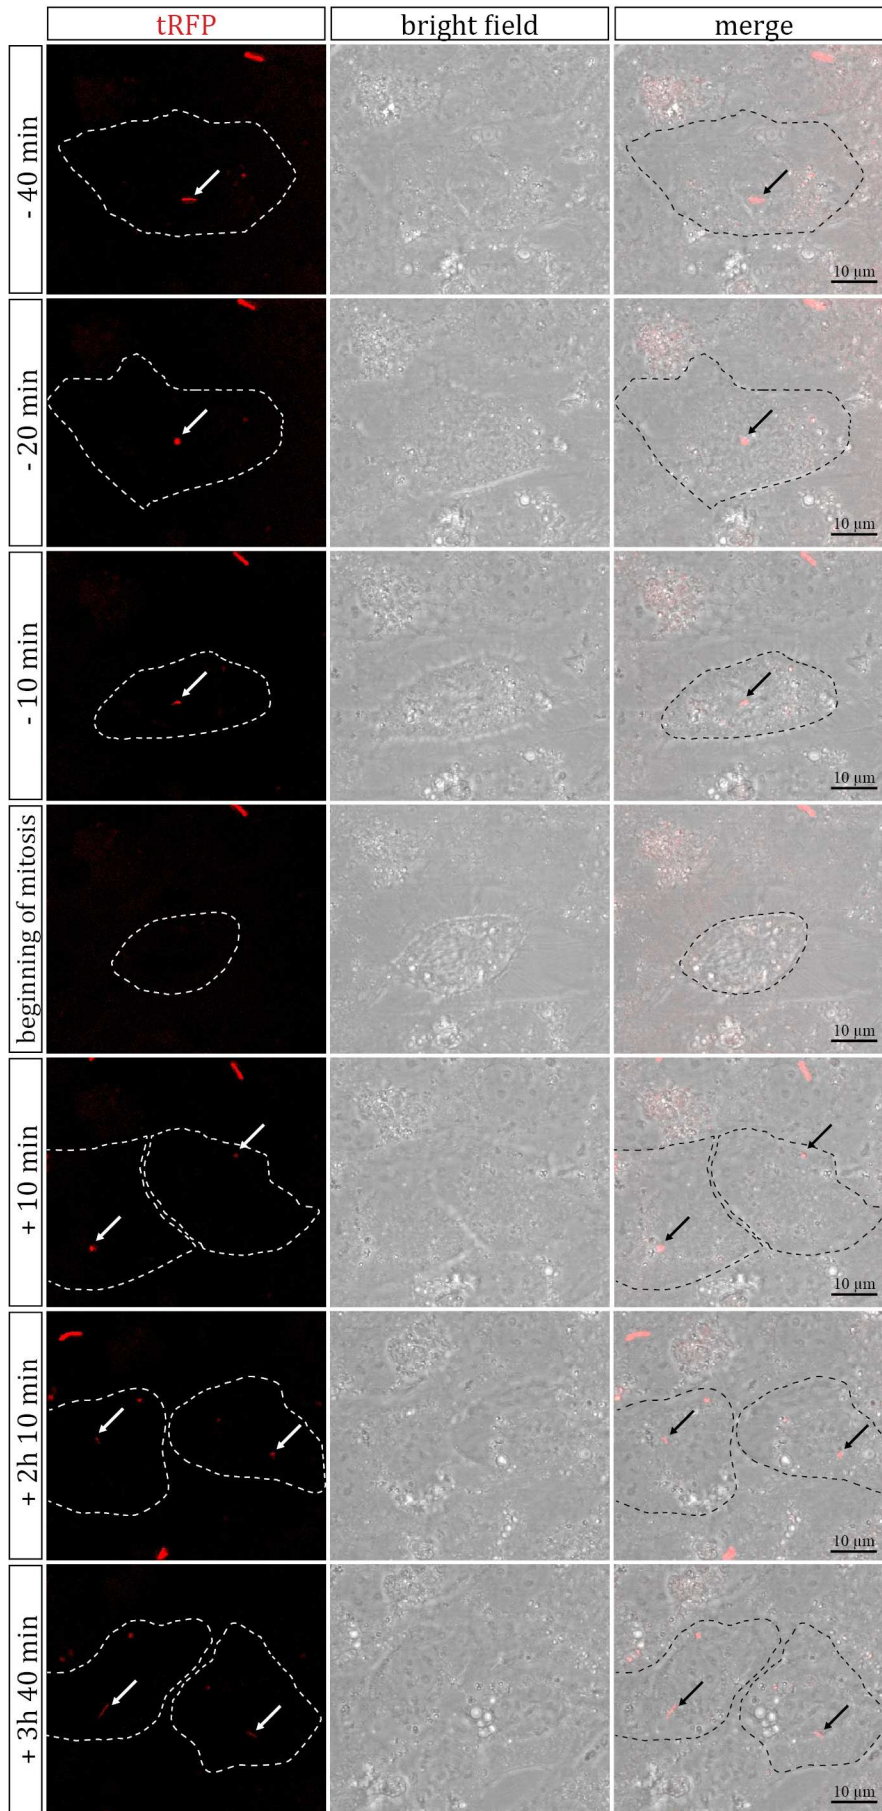 tRFP bright field merge
- 40 min
10 µm
- 20 min
10 µm
- 10 min
10 µm
beginning of mitosis
10 µm
+ 10 min
10 µm
+ 2h 10 min
10 µm
+ 3h 40 min
10 µm